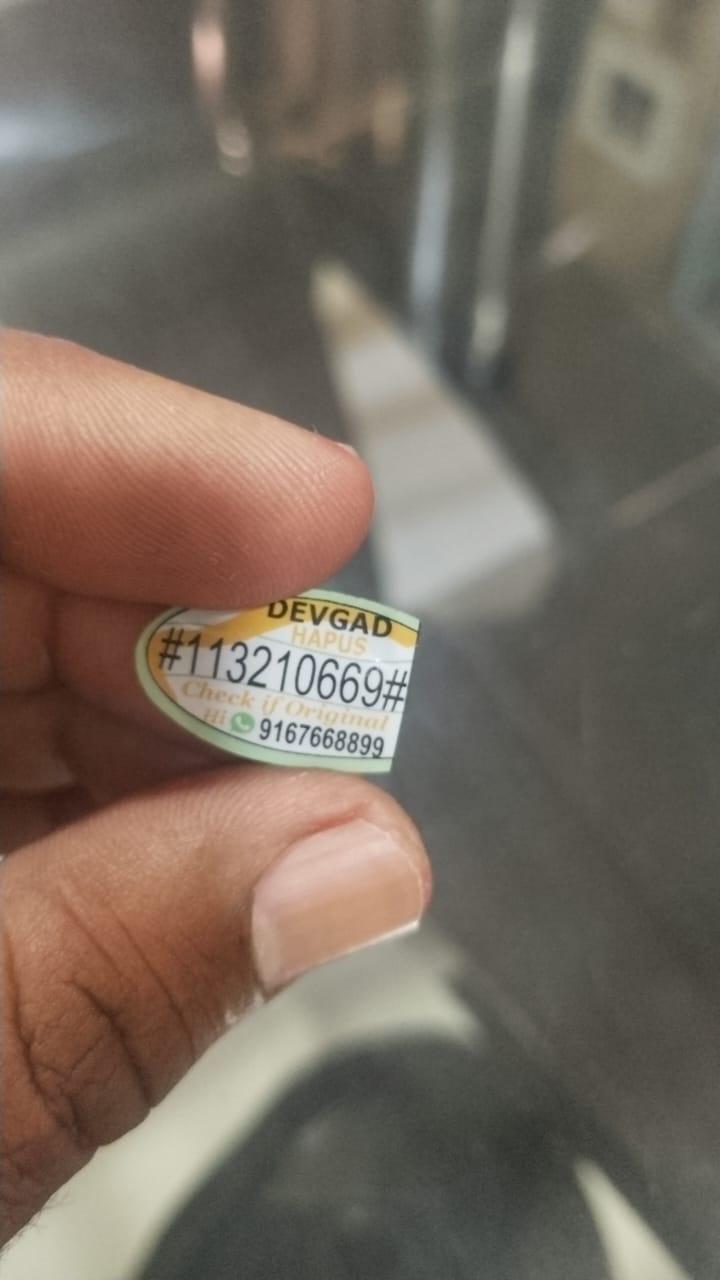 DEVGAD
HAPUS
#113210669#
Check if Original
Hi 9167668899